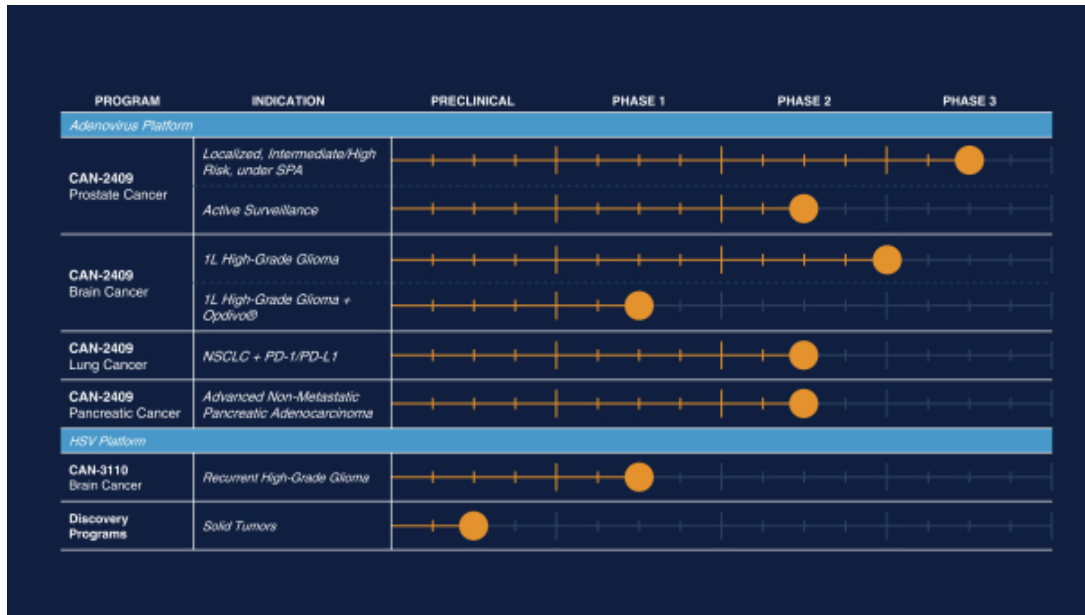 PROGRAM INDICATION PRECLINICAL PHASE 1 PHASE 2 PHASE 3
Adenovirus Platform
CAN-2409
Prostate Cancer
Localized, Intermediate/High
Risk, under SPA
Active Surveillance
CAN-2409
Brain Cancer
1L High-Grade Glioma
1L High-Grade Glioma +
Opdivo®
CAN-2409
Lung Cancer
NSCLC + PD-1/PD-L1
CAN-2409
Pancreatic Cancer
Advanced Non-Metastatic
Pancreatic Adenocarcinoma
HSV Platform
CAN-3110
Brain Cancer
Recurrent High-Grade Glioma
Discovery
Programs
Solid Tumors